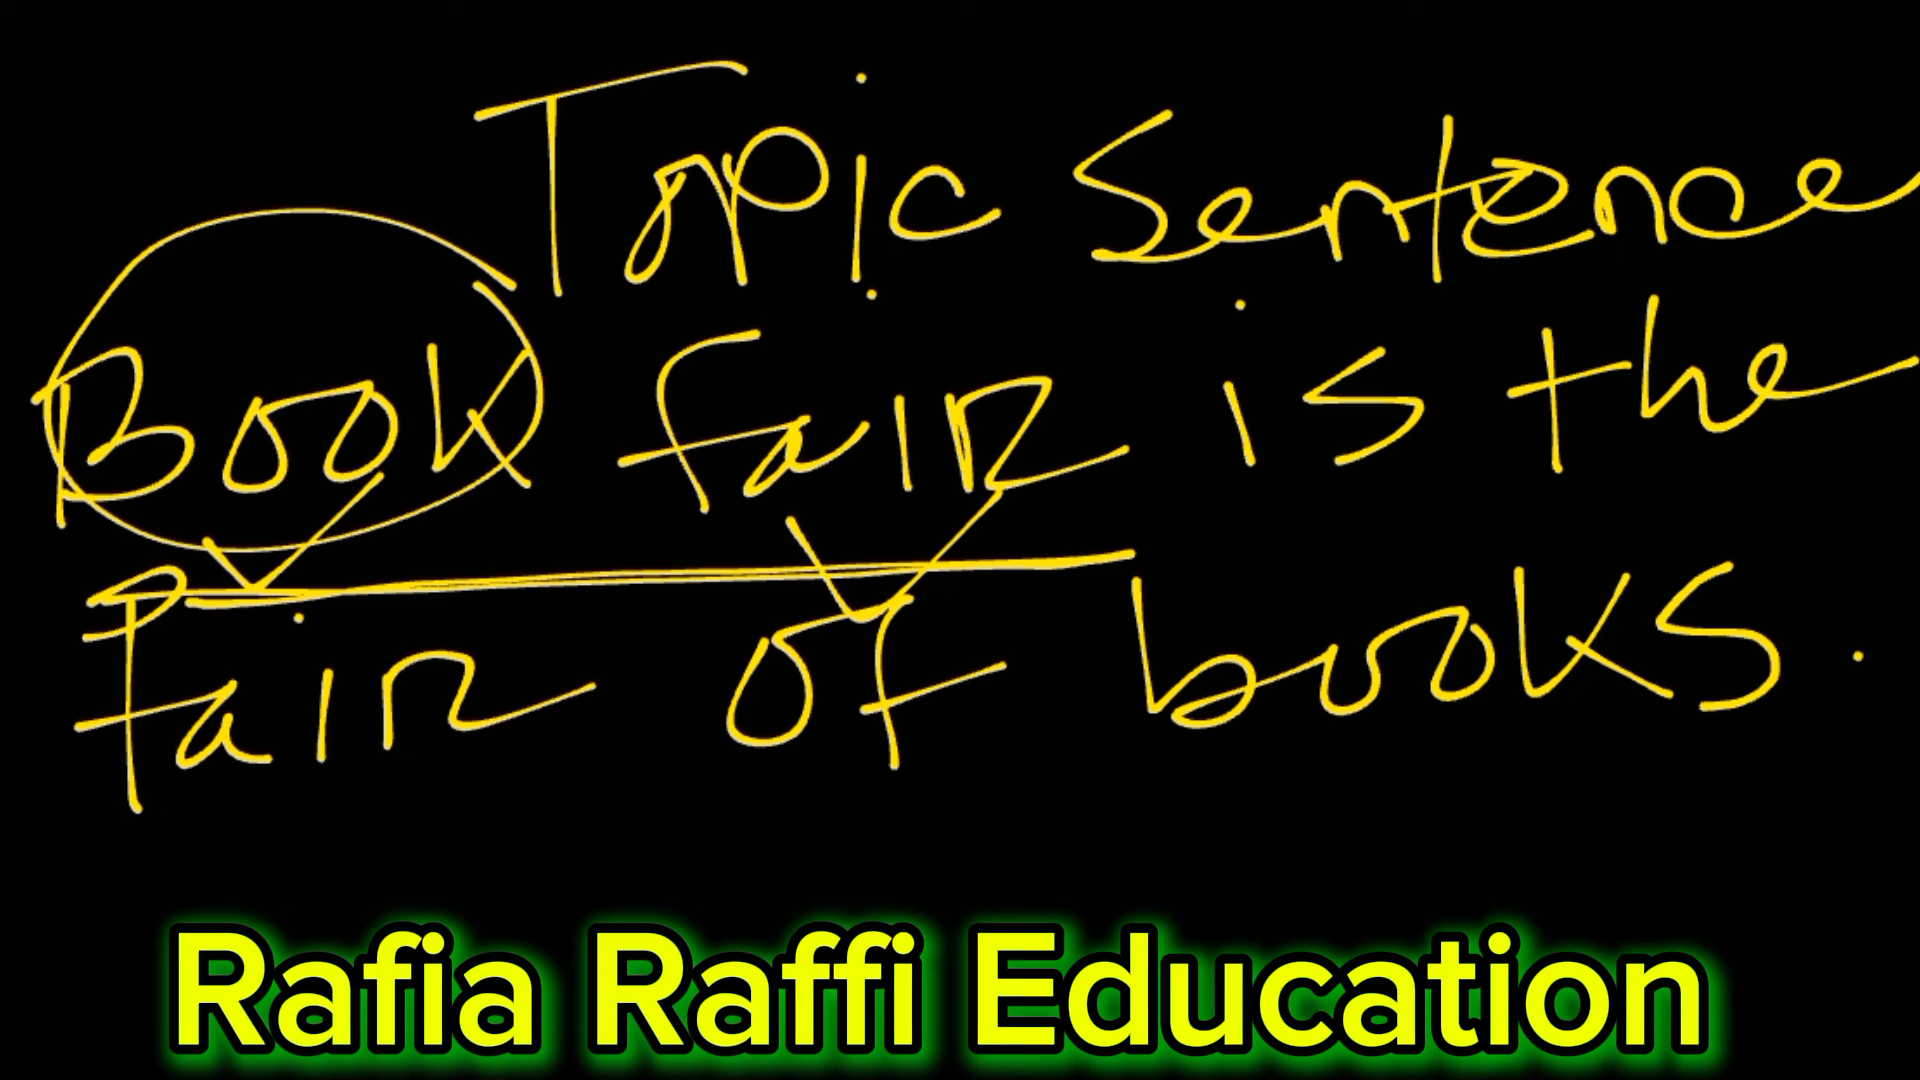 Topic Sentence
Book fair is the
fair of books.
Rafia Raffi Education